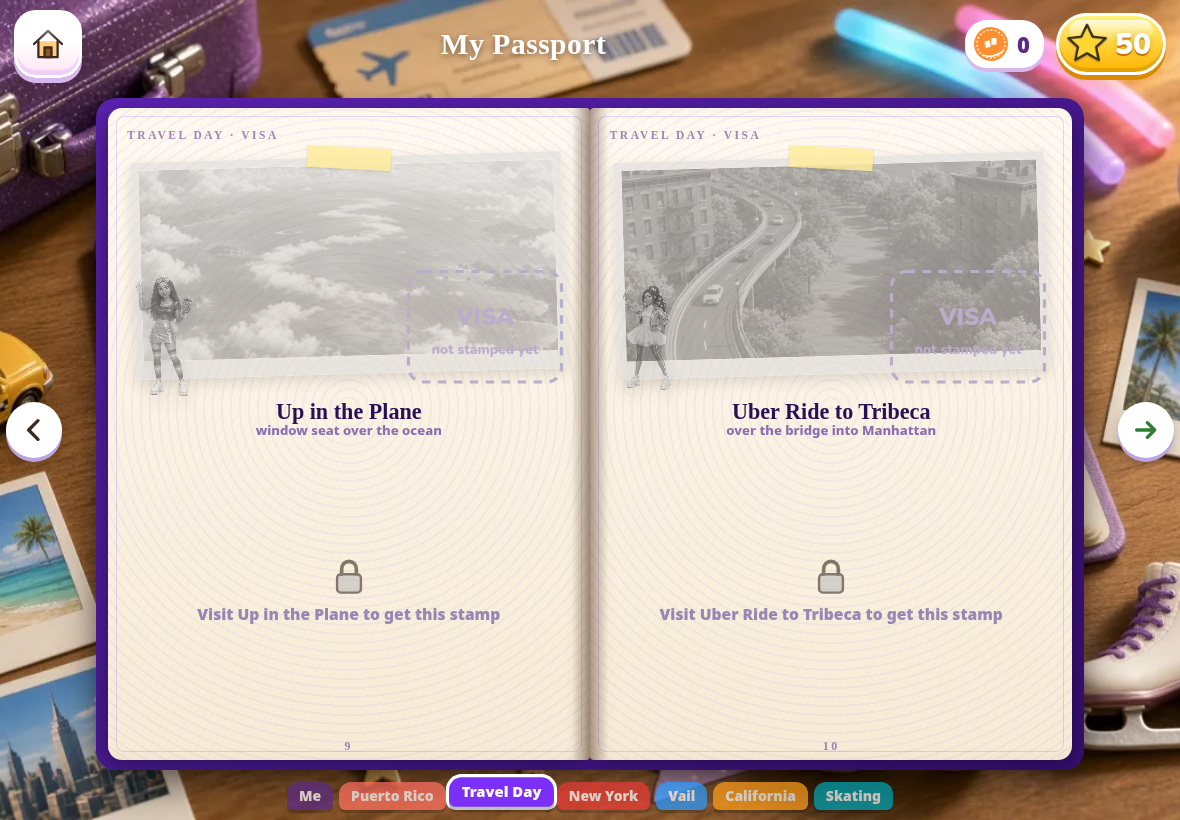 My Passport
0
50
TRAVEL DAY · VISA
VISA
not stamped yet
Up in the Plane
window seat over the ocean
Visit Up in the Plane to get this stamp
9
TRAVEL DAY · VISA
VISA
not stamped yet
Uber Ride to Tribeca
over the bridge into Manhattan
Visit Uber Ride to Tribeca to get this stamp
10
Me
Puerto Rico
Travel Day
New York
Vail
California
Skating